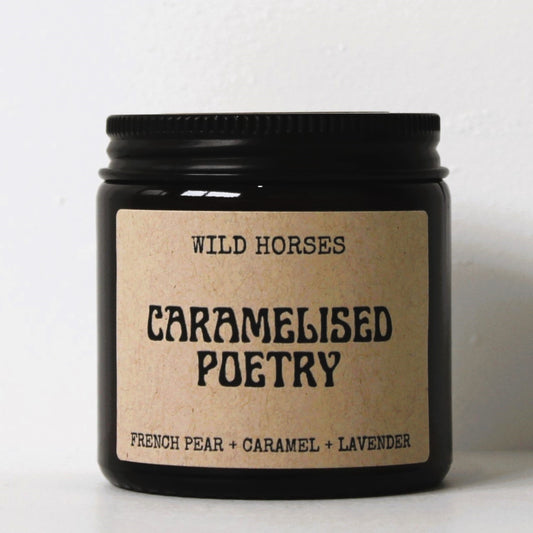 WILD HORSES
CARAMELISED
POETRY
FRENCH PEAR + CARAMEL + LAVENDER